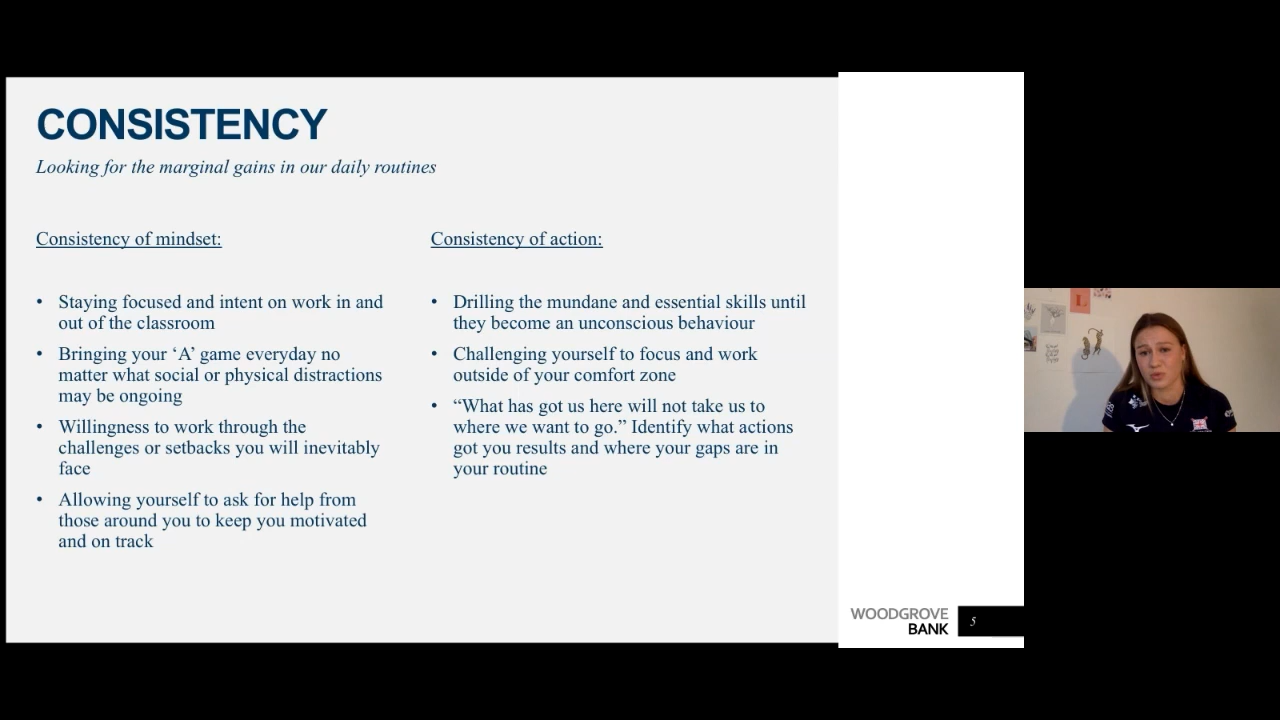 CONSISTENCY
Looking for the marginal gains in our daily routines
Consistency of mindset:
• Staying focused and intent on work in and
out of the classroom
• Bringing your ‘A’ game everyday no
matter what social or physical distractions
may be ongoing
• Willingness to work through the
challenges or setbacks you will inevitably
face
• Allowing yourself to ask for help from
those around you to keep you motivated
and on track
Consistency of action:
• Drilling the mundane and essential skills until
they become an unconscious behaviour
• Challenging yourself to focus and work
outside of your comfort zone
• “What has got us here will not take us to
where we want to go.” Identify what actions
got you results and where your gaps are in
your routine
WOODGROVE
BANK
5
L